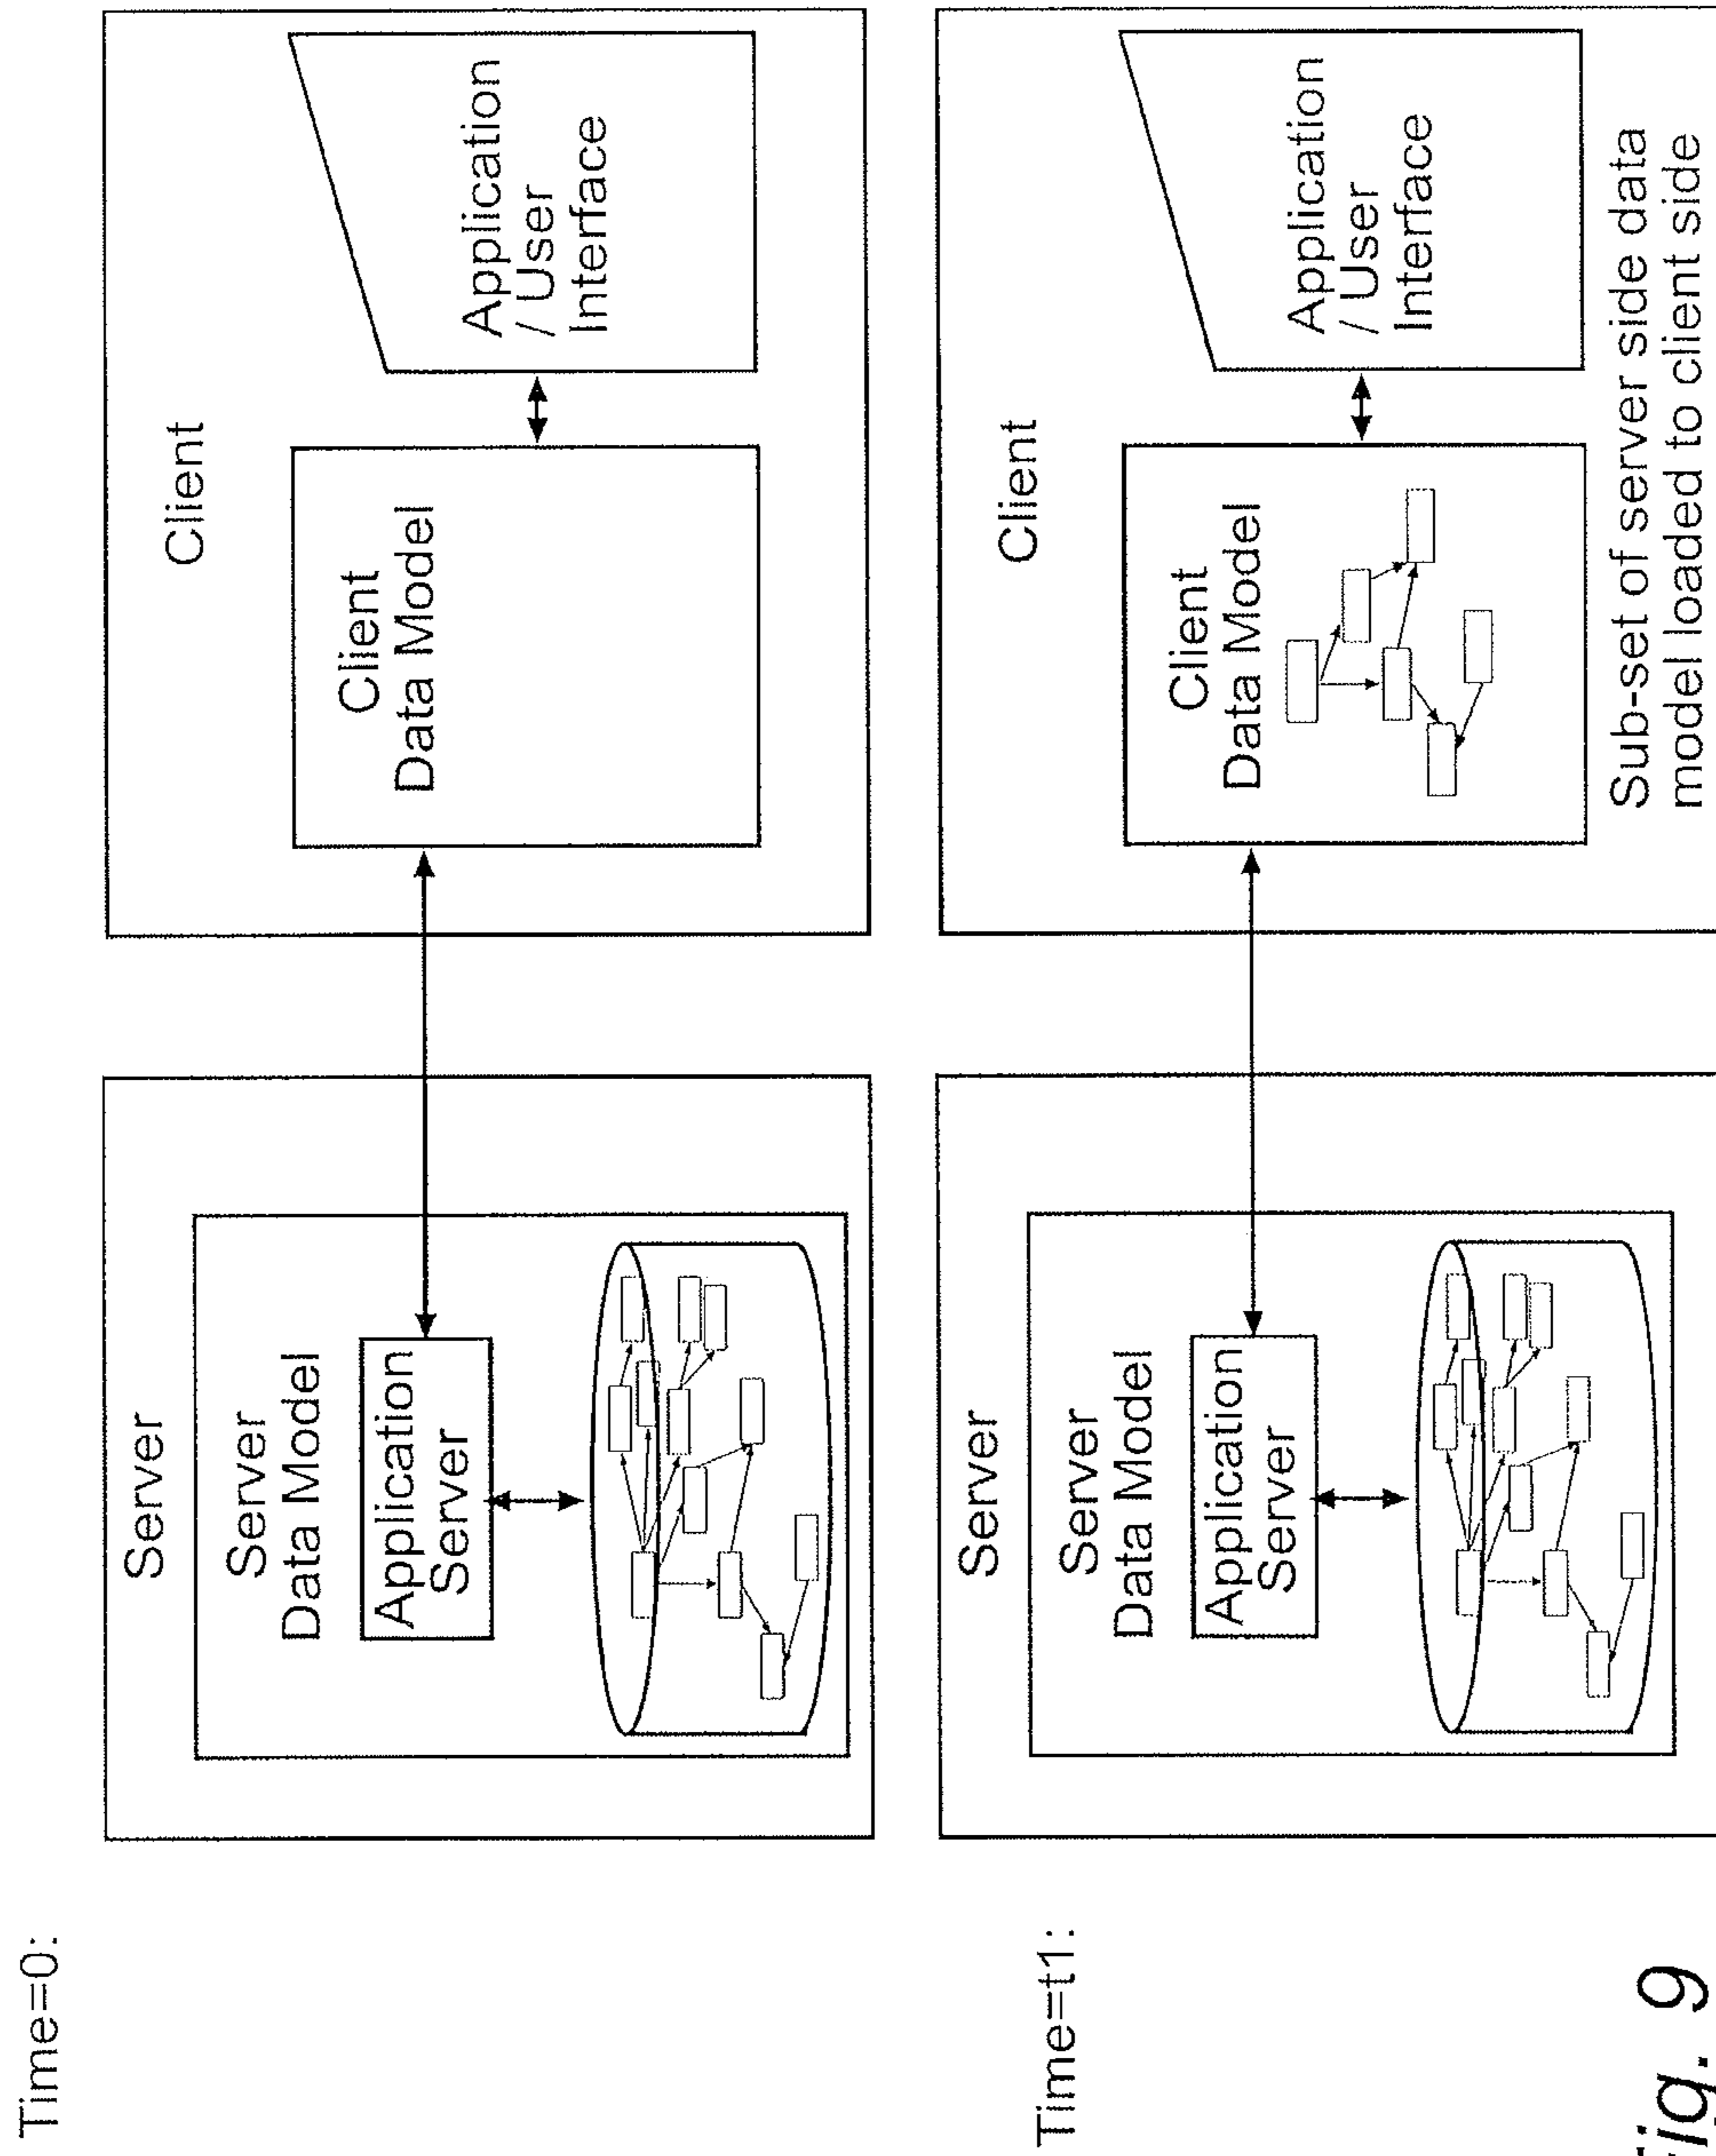 Time=0:
Server
Server
Data Model
Application
Server
Client
Client
Data Model
Application
/ User
Interface
Time=t1:
Server
Server
Data Model
Application
Server
Client
Client
Data Model
Application
/ User
Interface
Sub-set of server side data
model loaded to client side
Fig. 9